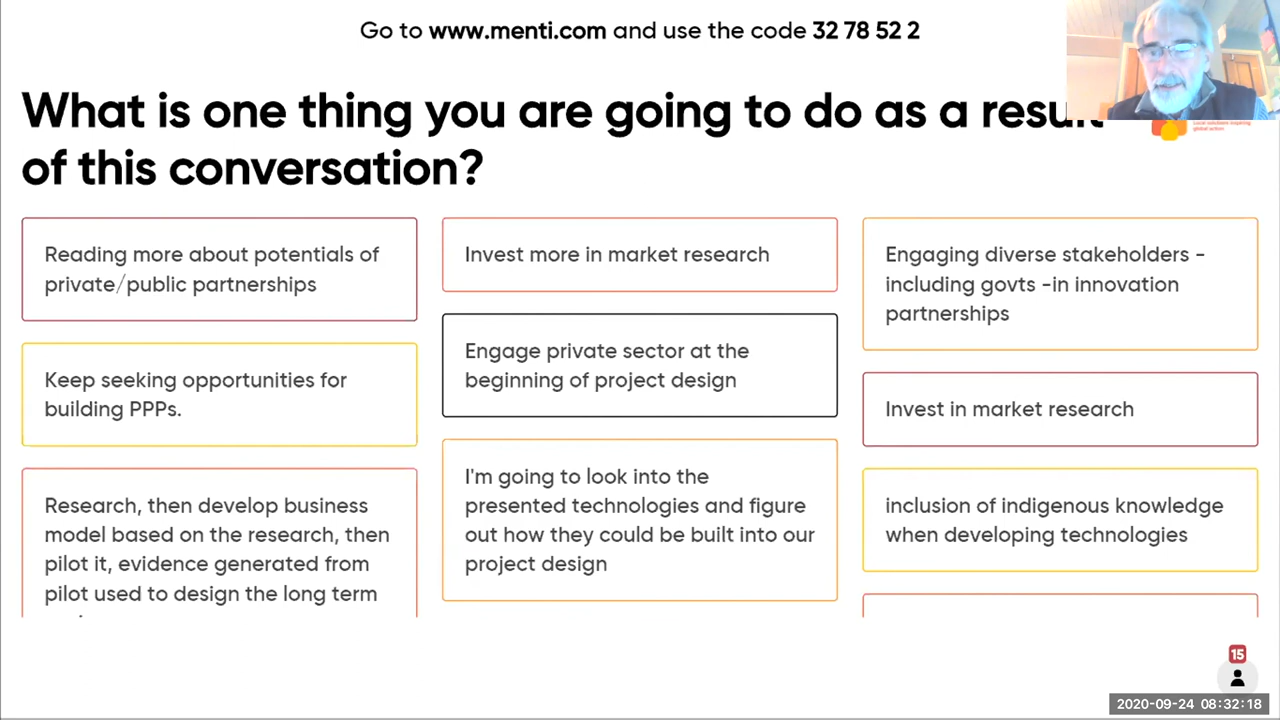 Go to www.menti.com and use the code 32 78 52 2
What is one thing you are going to do as a result
of this conversation?
Reading more about potentials of
private/public partnerships
Keep seeking opportunities for
building PPPs.
Research, then develop business
model based on the research, then
pilot it, evidence generated from
pilot used to design the long term
Invest more in market research
Engage private sector at the
beginning of project design
I'm going to look into the
presented technologies and figure
out how they could be built into our
project design
Engaging diverse stakeholders -
including govts -in innovation
partnerships
Invest in market research
inclusion of indigenous knowledge
when developing technologies
Local solutions inspiring
global action.
15
2020-09-24 08:32:18